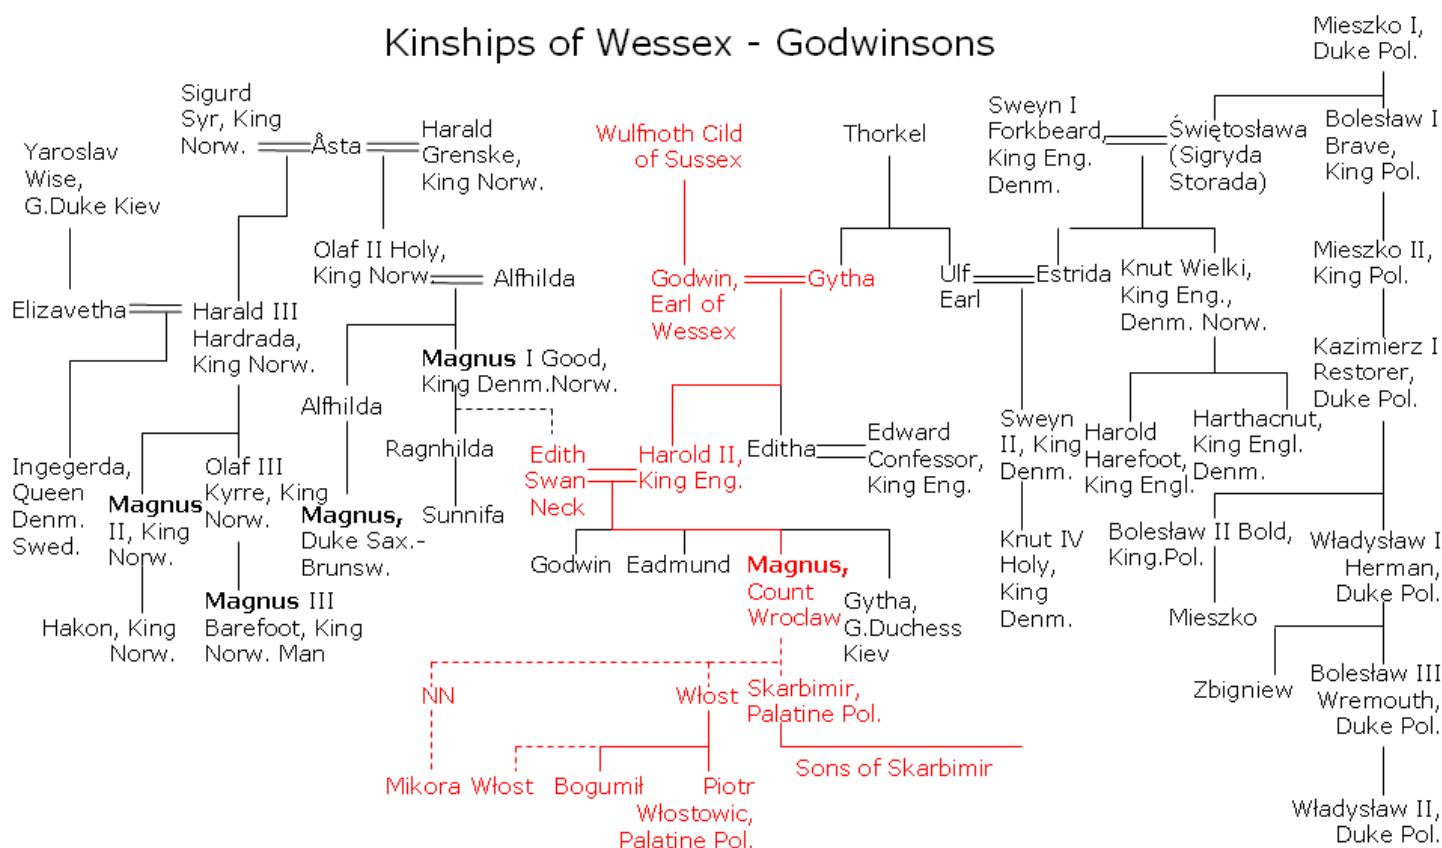 Kinships of Wessex - Godwinsons
Mieszko I,
Duke Pol.
Sigurd
Syr, King
Norw.
Åsta
Harald
Grenske,
King Norw.
Yaroslav
Wise,
G.Duke Kiev
Wulfnoth Cild
of Sussex
Thorkel
Sweyn I
Forkbeard,
King Eng.
Denm.
Świętosława
(Sigryda
Storada)
Bolesław I
Brave,
King Pol.
Olaf II Holy,
King Norw.
Alfhilda
Godwin,
Earl of
Wessex
Gytha
Ulf
Earl
Estrida
Knut Wielki,
King Eng.,
Denm. Norw.
Mieszko II,
King Pol.
Elizavetha
Harald III
Hardrada,
King Norw.
Magnus I Good,
King Denm.Norw.
Kazimierz I
Restorer,
Duke Pol.
Alfhilda
Ragnhilda
Edith
Swan
Neck
Harold II,
King Eng.
Editha
Edward
Confessor,
King Eng.
Sweyn
II, King
Denm.
Harold
Harefoot,
King Engl.
Harthacnut,
King Engl.
Denm.
Ingegerda,
Queen
Denm.
Swed.
Magnus
II, King
Norw.
Olaf III
Kyrre, King
Norw.
Magnus,
Duke Sax.-
Brunsw.
Sunnifa
Godwin
Eadmund
Magnus,
Count
Wroclaw
Gytha,
G.Duchess
Kiev
Knut IV
Holy,
King
Denm.
Bolesław II Bold,
King.Pol.
Władysław I
Herman,
Duke Pol.
Hakon, King
Norw.
Magnus III
Barefoot, King
Norw. Man
Mieszko
NN
Włost
Skarbimir,
Palatine Pol.
Zbigniew
Bolesław III
Wremouth,
Duke Pol.
Mikora
Włost
Bogumił
Piotr
Włostowic,
Palatine Pol.
Sons of Skarbimir
Władysław II,
Duke Pol.